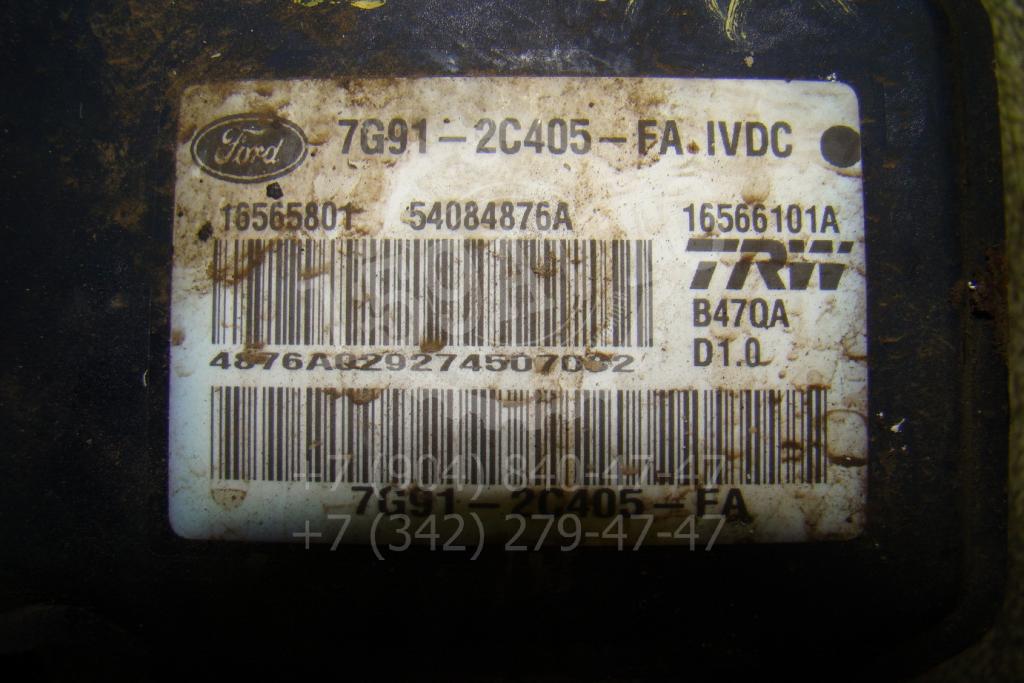 Ford 7G91-2C405-FA IVDC
16565801 54084876A 16566101A
TRW
B470A
D1.0
7G91-2C405-FA
+7 (904) 840-47-47
+7 (342) 279-47-47